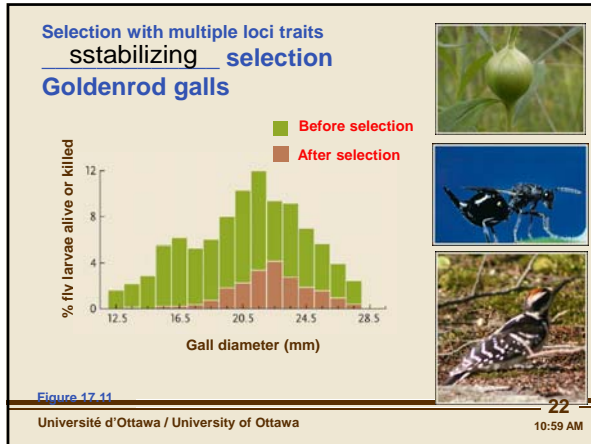 Selection with multiple loci traits
sstabilizing selection
Goldenrod galls
Before selection
After selection
% fly larvae alive or killed
12
8
4
0
12.5 16.5 20.5 24.5 28.5
Gall diameter (mm)
Figure 17.11
22
Université d'Ottawa / University of Ottawa
10:59 AM